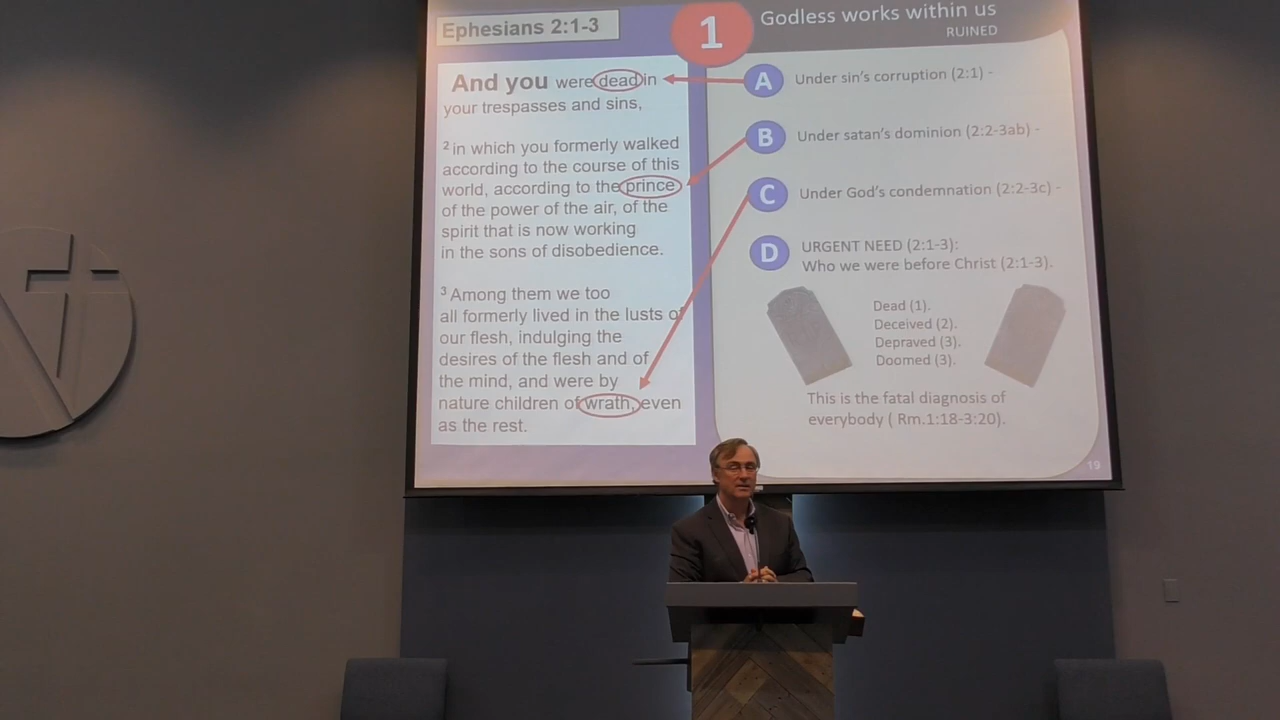 Ephesians 2:1-3
And you were dead in
your trespasses and sins,
2 in which you formerly walked
according to the course of this
world, according to the prince
of the power of the air, of the
spirit that is now working
in the sons of disobedience.
3 Among them we too
all formerly lived in the lusts of
our flesh, indulging the
desires of the flesh and of
the mind, and were by
nature children of wrath, even
as the rest.
1
Godless works within us
RUINED
A
Under sin's corruption (2:1) -
B
Under satan's dominion (2:2-3ab) -
C
Under God's condemnation (2:2-3c) -
D
URGENT NEED (2:1-3):
Who we were before Christ (2:1-3).
Dead (1).
Deceived (2).
Depraved (3).
Doomed (3).
This is the fatal diagnosis of
everybody ( Rm.1:18-3:20).
19